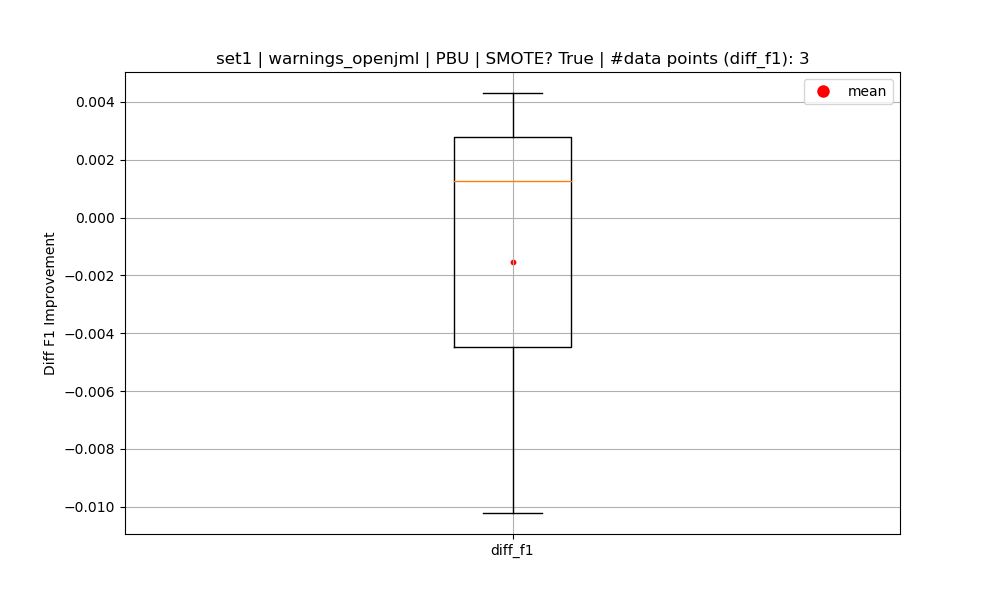 set1 | warnings_openjml | PBU | SMOTE? True | #data points (diff_f1): 3
mean
0.004
0.002
0.000
−0.002
−0.004
−0.006
−0.008
−0.010
Diff F1 Improvement
diff_f1